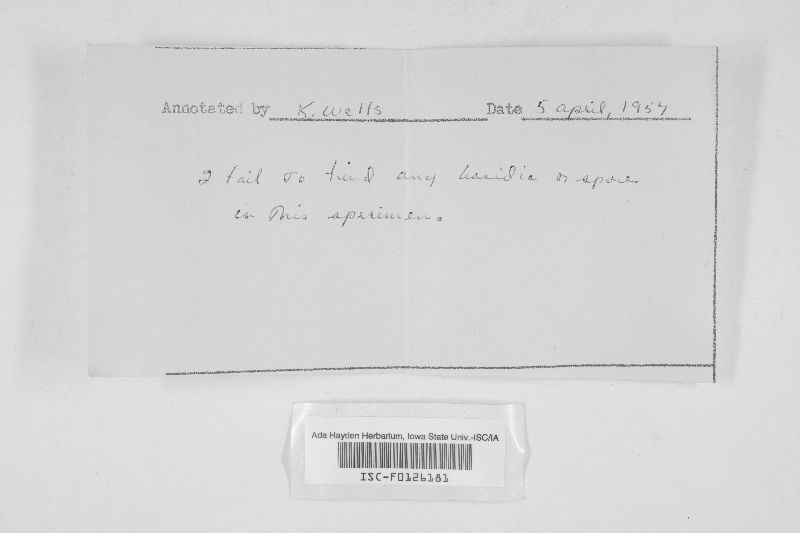 Annotated by K. Wells Date 5 April, 1957
I fail to find any basidia or spores
in this specimen.
Ada Hayden Herbarium, Iowa State Univ.-ISC/IA
ISC-F0126181